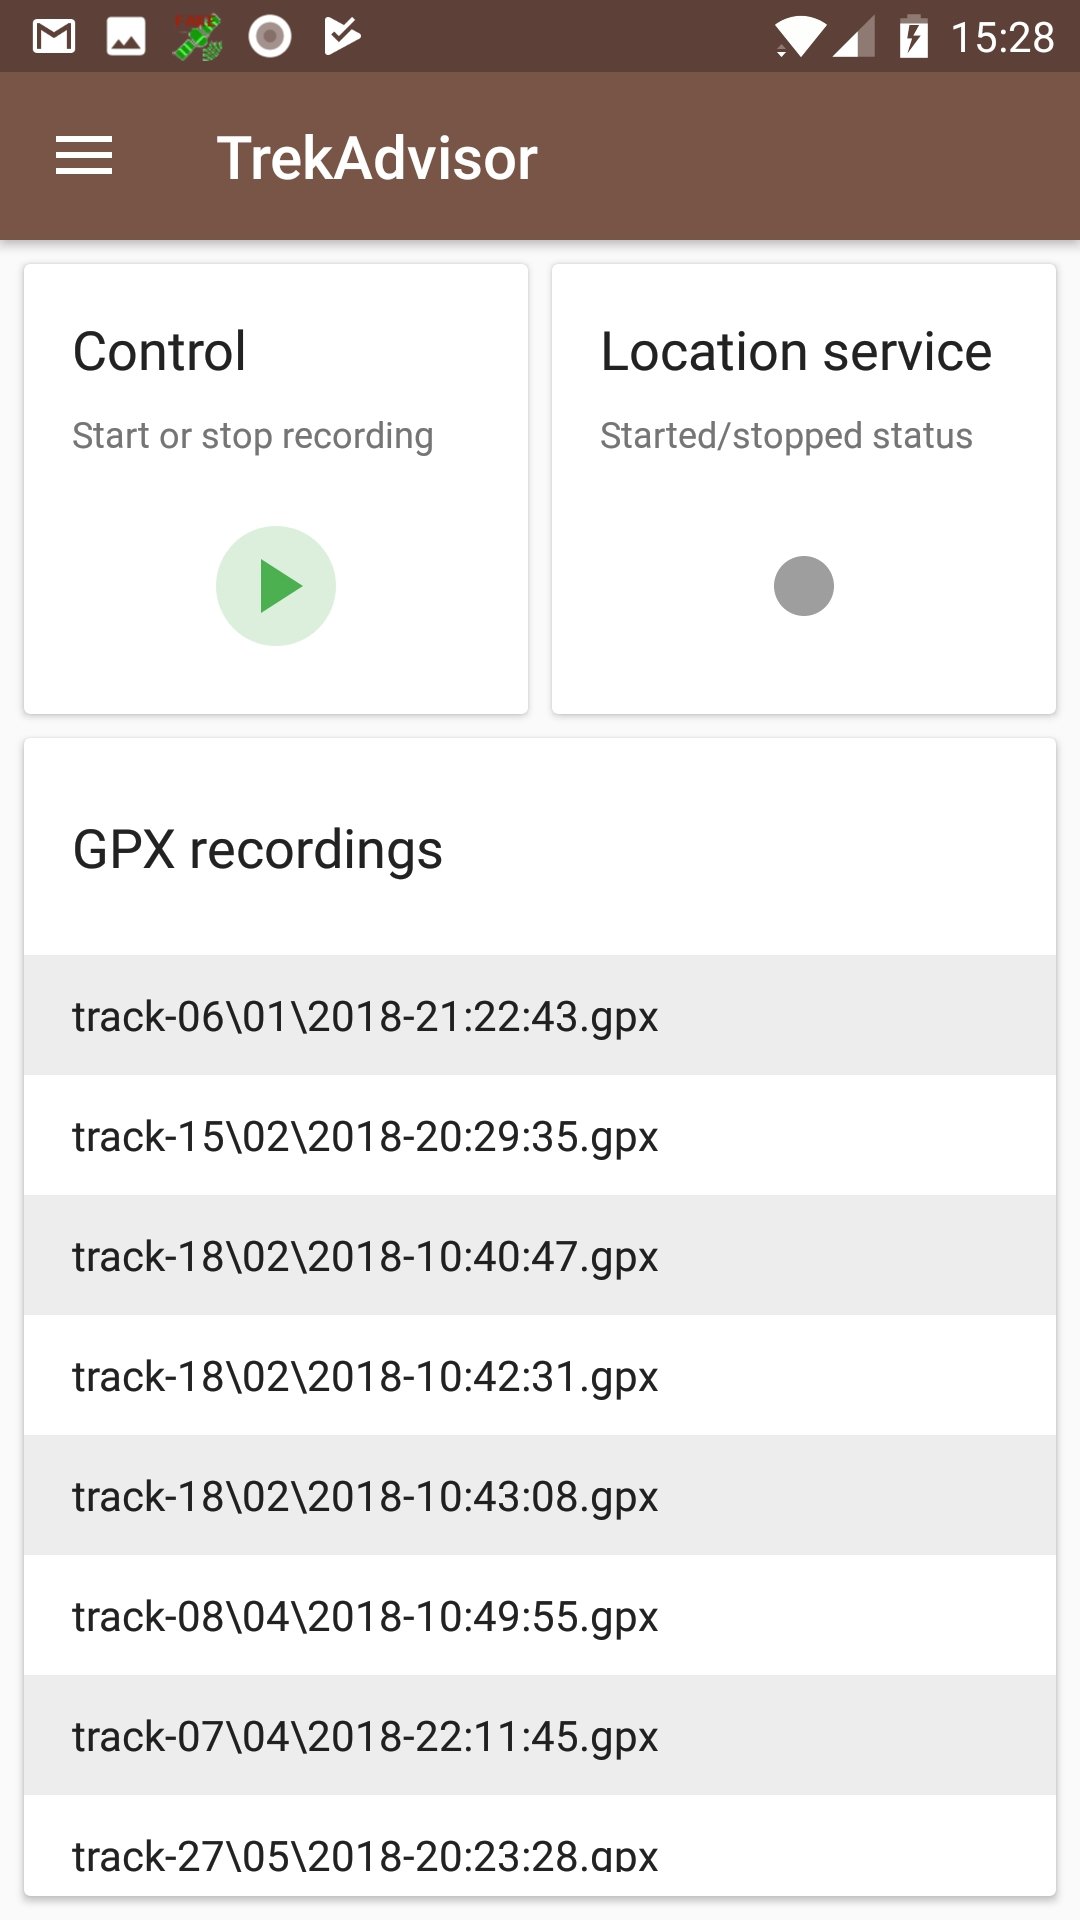 15:28
TrekAdvisor
Control
Start or stop recording
Location service
Started/stopped status
GPX recordings
track-06\01\2018-21:22:43.gpx
track-15\02\2018-20:29:35.gpx
track-18\02\2018-10:40:47.gpx
track-18\02\2018-10:42:31.gpx
track-18\02\2018-10:43:08.gpx
track-08\04\2018-10:49:55.gpx
track-07\04\2018-22:11:45.gpx
track-27\05\2018-20:23:28.gpx